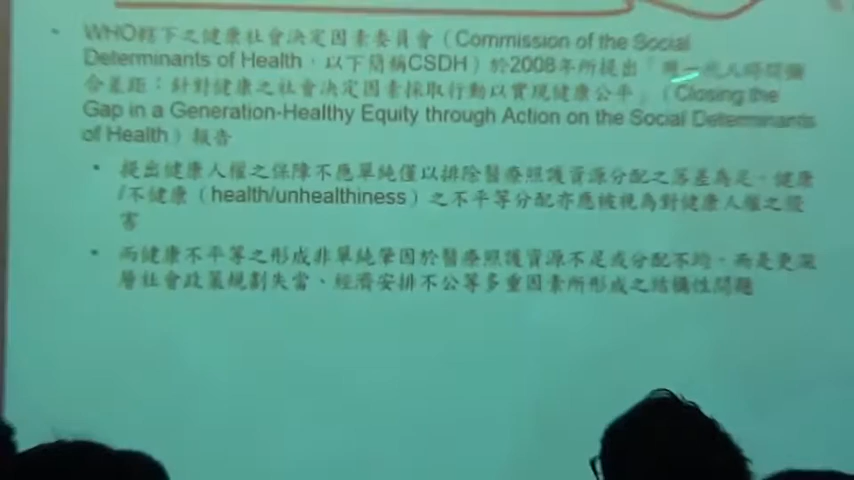 WHO轄下之健康社會決定因素委員會（Commission of the Social
Determinants of Health，以下簡稱CSDH）於2008年所提出「用一代人時間彌
合差距：針對健康之社會決定因素採取行動以實現健康公平」（Closing the
Gap in a Generation-Healthy Equity through Action on the Social Determinants
of Health）報告
提出健康人權之保障不應單純僅以排除醫療照護資源分配之落差為足，健康
/不健康（health/unhealthiness）之不平等分配亦應被視為對健康人權之侵
害
而健康不平等之形成非單純肇因於醫療照護資源不足或分配不均，而是更深
層社會政策規劃失當、經濟安排不公等多重因素所形成之結構性問題